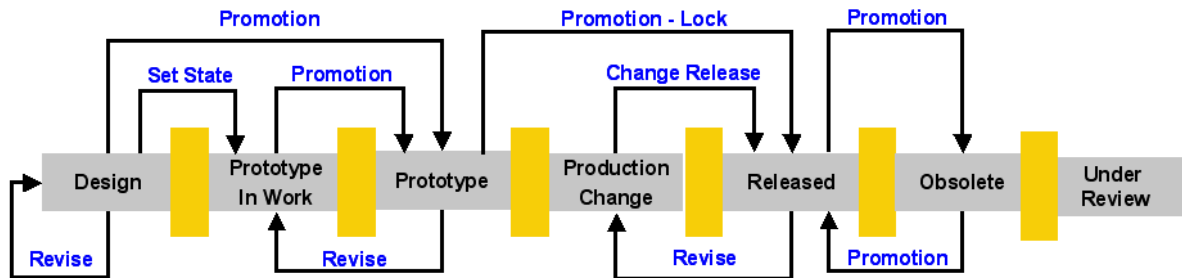 Promotion
Promotion - Lock
Promotion
Set State
Promotion
Change Release
Design
Prototype
In Work
Prototype
Production
Change
Released
Obsolete
Under
Review
Revise
Revise
Revise
Promotion